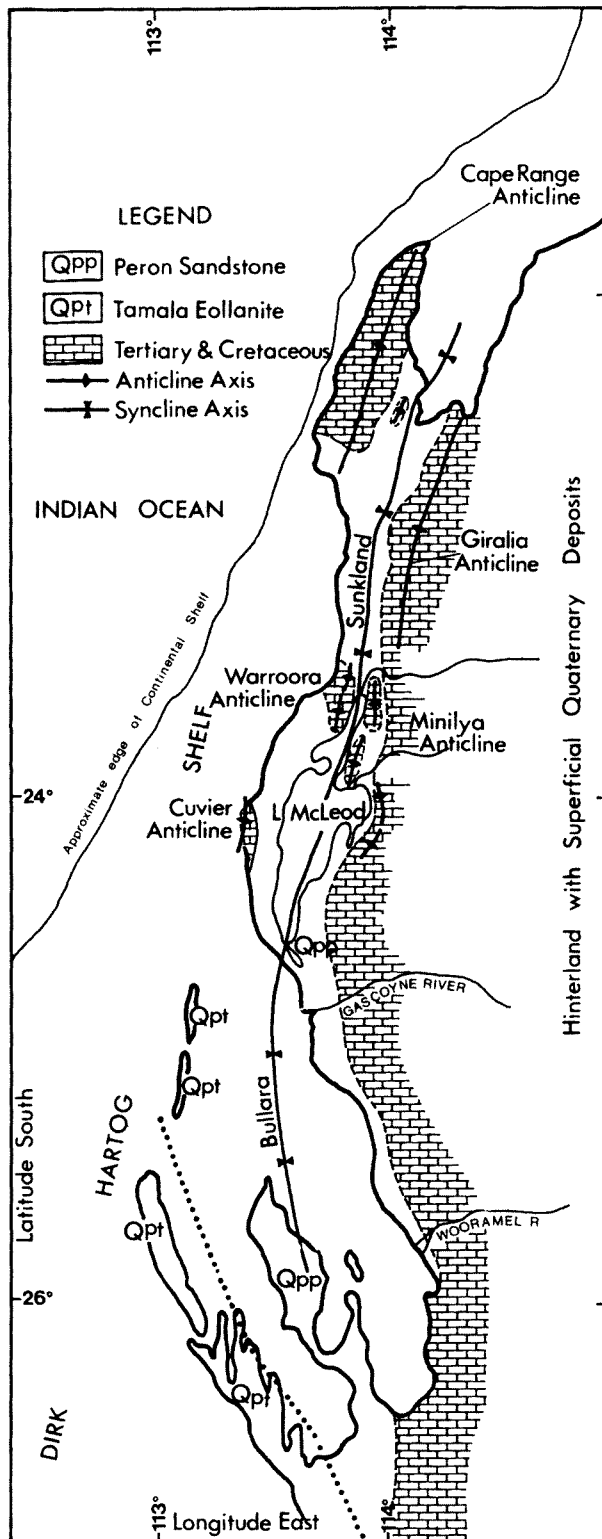 113°
114°
Cape Range
Anticline
LEGEND
Qpp Peron Sandstone
Qpt Tamala Eollanite
Tertiary & Cretaceous
Anticline Axis
Syncline Axis
INDIAN OCEAN
Sunkland
Giralia
Anticline
Hinterland with Superficial Quaternary Deposits
Approximate edge of Continental Shelf
SHELF
Warroora
Anticline
Minilya
Anticline
24°
Cuvier
Anticline
L McLeod
Qpp
GASCOYNE RIVER
Qpt
Qpt
Bullara
HARTOG
Latitude South
Qpt
WOORAMEL R
Qpp
26°
Qpt
DIRK
113°
Longitude East
114°